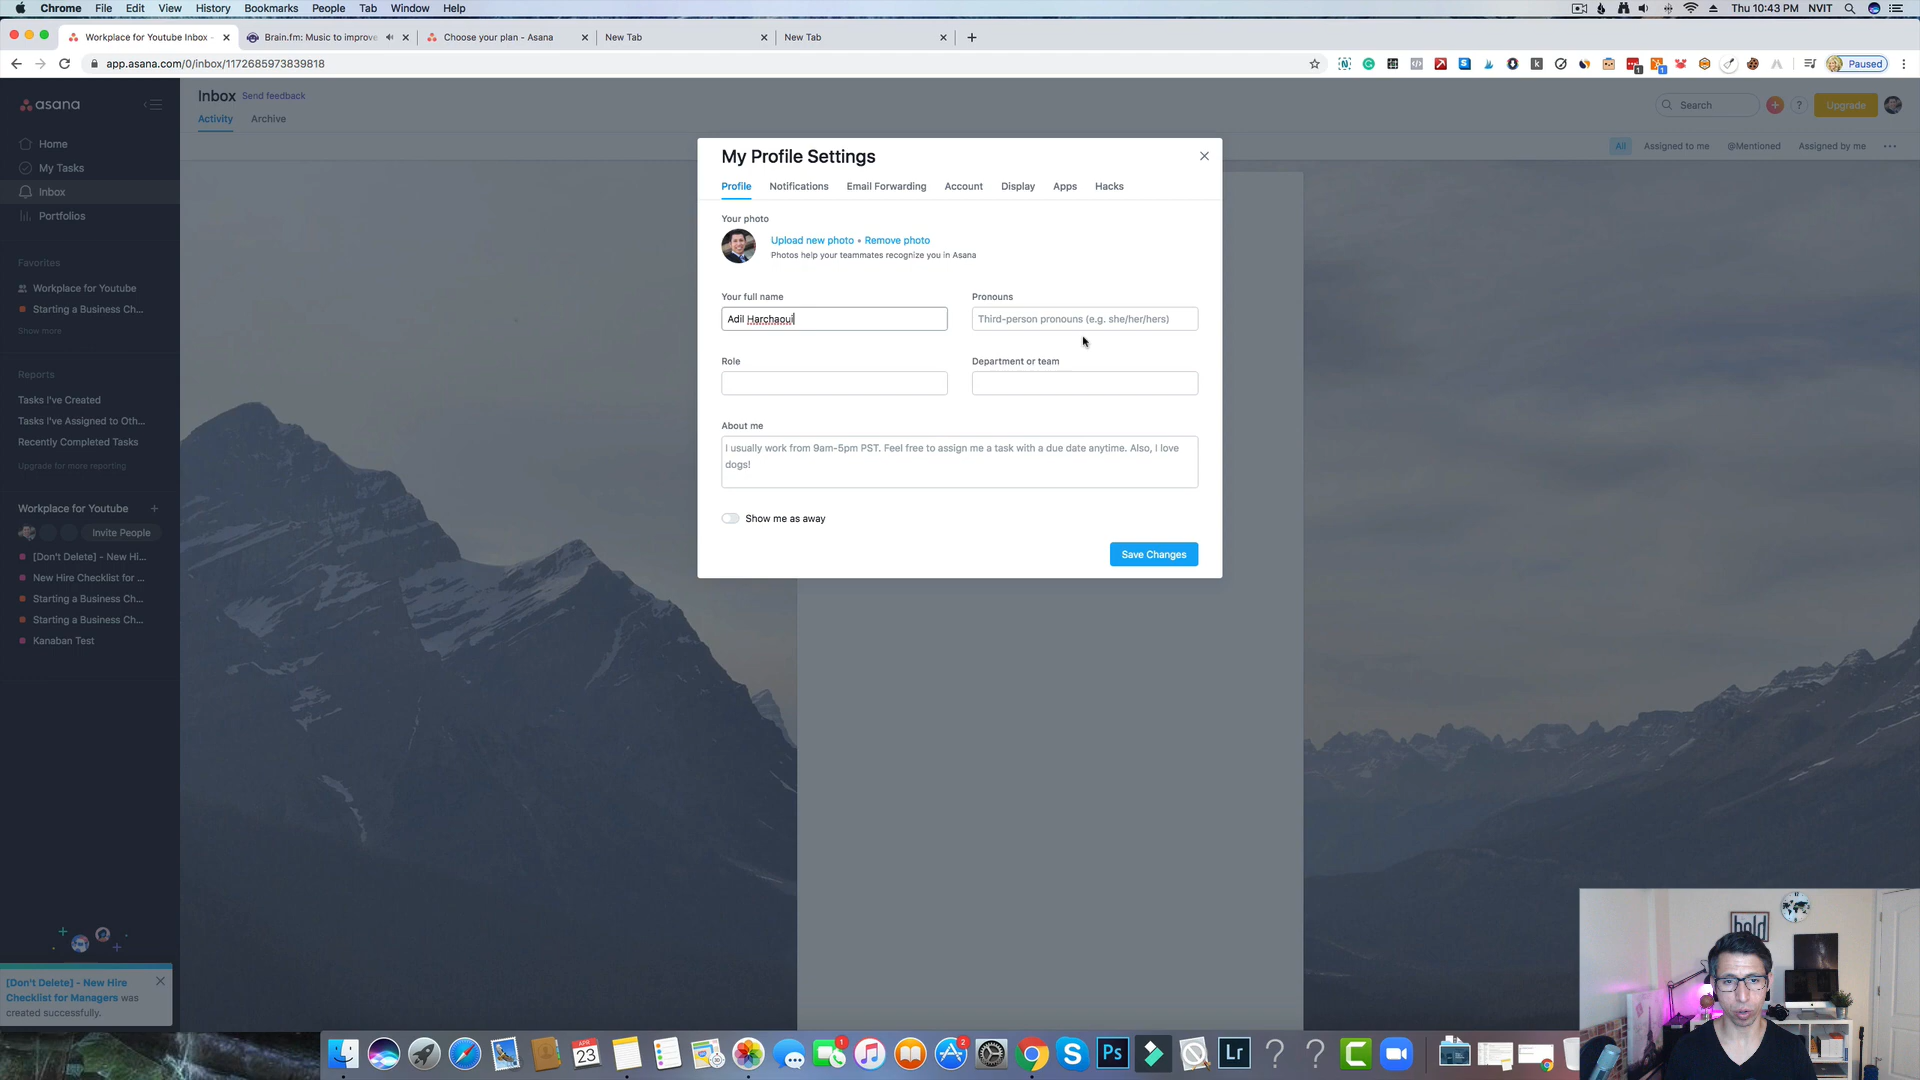 Chrome File Edit View History Bookmarks People Tab Window Help
Thu 10:43 PM NVIT
Workplace for Youtube Inbox -
Brain.fm: Music to improve
Choose your plan - Asana
New Tab
New Tab
app.asana.com/0/inbox/1172685973839818
Paused
asana
Home
My Tasks
Inbox
Portfolios
Favorites
Workplace for Youtube
Starting a Business Ch...
Show more
Reports
Tasks I've Created
Tasks I've Assigned to Oth...
Recently Completed Tasks
Upgrade for more reporting
Workplace for Youtube +
Invite People
[Don't Delete] - New Hi...
New Hire Checklist for ...
Starting a Business Ch...
Starting a Business Ch...
Kanaban Test
[Don't Delete] - New Hire
Checklist for Managers was
created successfully.
Inbox Send feedback
Activity Archive
Search
?
Upgrade
All Assigned to me @Mentioned Assigned by me
My Profile Settings
Profile Notifications Email Forwarding Account Display Apps Hacks
Your photo
Upload new photo • Remove photo
Photos help your teammates recognize you in Asana
Your full name
Adil Harchaoui
Pronouns
Third-person pronouns (e.g. she/her/hers)
Role
Department or team
About me
I usually work from 9am-5pm PST. Feel free to assign me a task with a due date anytime. Also, I love
dogs!
Show me as away
Save Changes
hold
APR
23
1
2
Ps
Lr